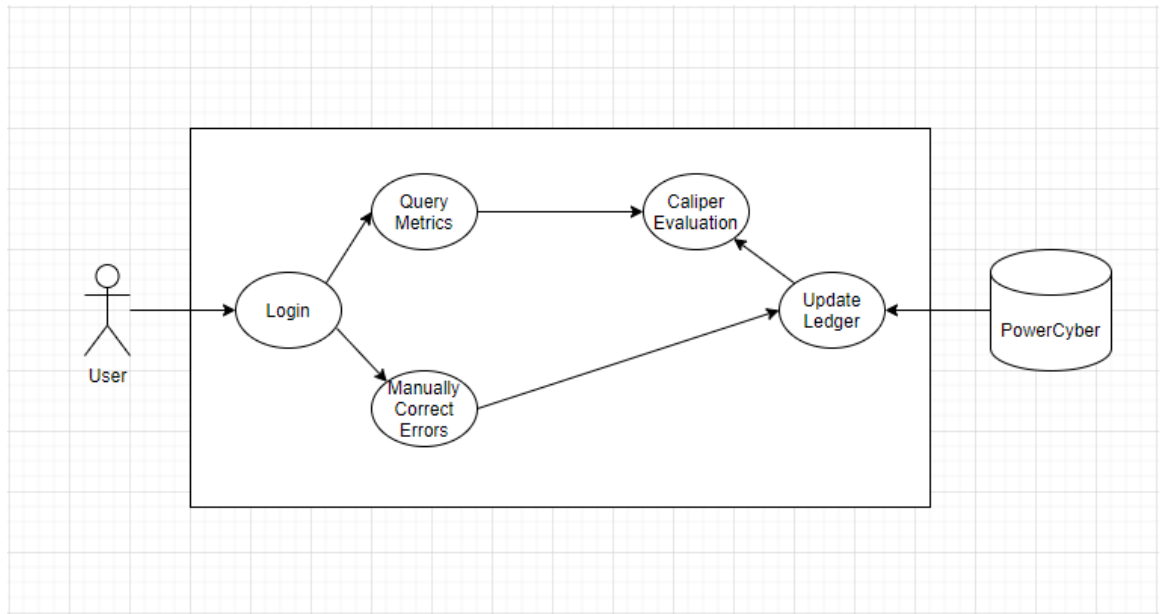 Query
Metrics
Caliper
Evaluation
Login
Update
Ledger
PowerCyber
User
Manually
Correct
Errors